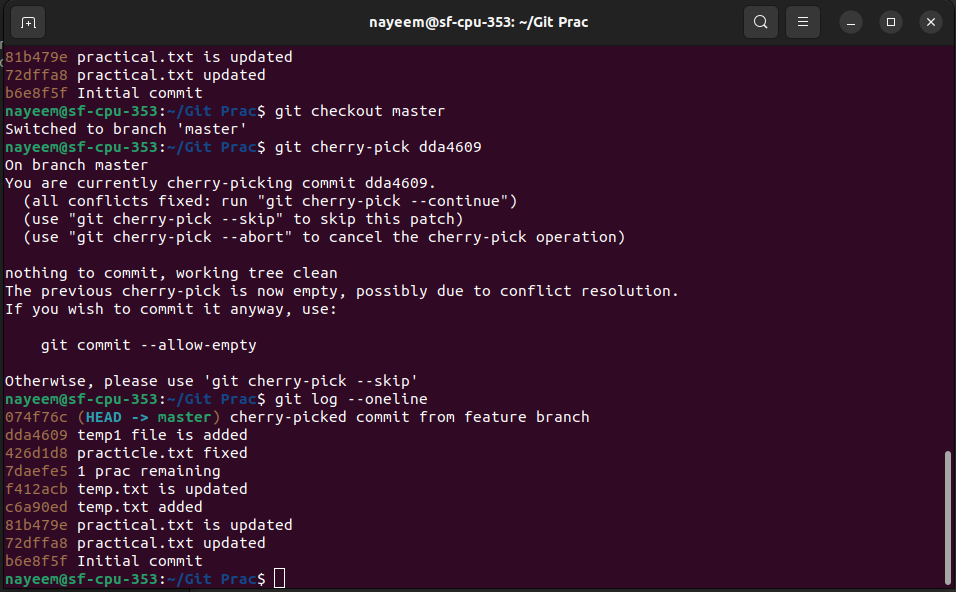 nayeem@sf-cpu-353: ~/Git Prac
81b479e practical.txt is updated
72dffa8 practical.txt updated
b6e8f5f Initial commit
nayeem@sf-cpu-353:~/Git Prac$ git checkout master
Switched to branch 'master'
nayeem@sf-cpu-353:~/Git Prac$ git cherry-pick dda4609
On branch master
You are currently cherry-picking commit dda4609.
  (all conflicts fixed: run "git cherry-pick --continue")
  (use "git cherry-pick --skip" to skip this patch)
  (use "git cherry-pick --abort" to cancel the cherry-pick operation)

nothing to commit, working tree clean
The previous cherry-pick is now empty, possibly due to conflict resolution.
If you wish to commit it anyway, use:

    git commit --allow-empty

Otherwise, please use 'git cherry-pick --skip'
nayeem@sf-cpu-353:~/Git Prac$ git log --oneline
074f76c (HEAD -> master) cherry-picked commit from feature branch
dda4609 temp1 file is added
426d1d8 practicle.txt fixed
7daefe5 1 prac remaining
f412acb temp.txt is updated
c6a90ed temp.txt added
81b479e practical.txt is updated
72dffa8 practical.txt updated
b6e8f5f Initial commit
nayeem@sf-cpu-353:~/Git Prac$